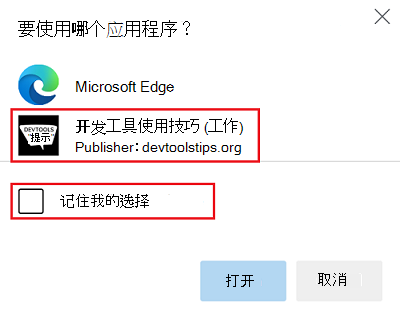 要使用哪个应用程序？
Microsoft Edge
DEVTOOLS
"提示"
开发工具使用技巧 (工作)
Publisher: devtoolstips.org
记住我的选择
打开
取消